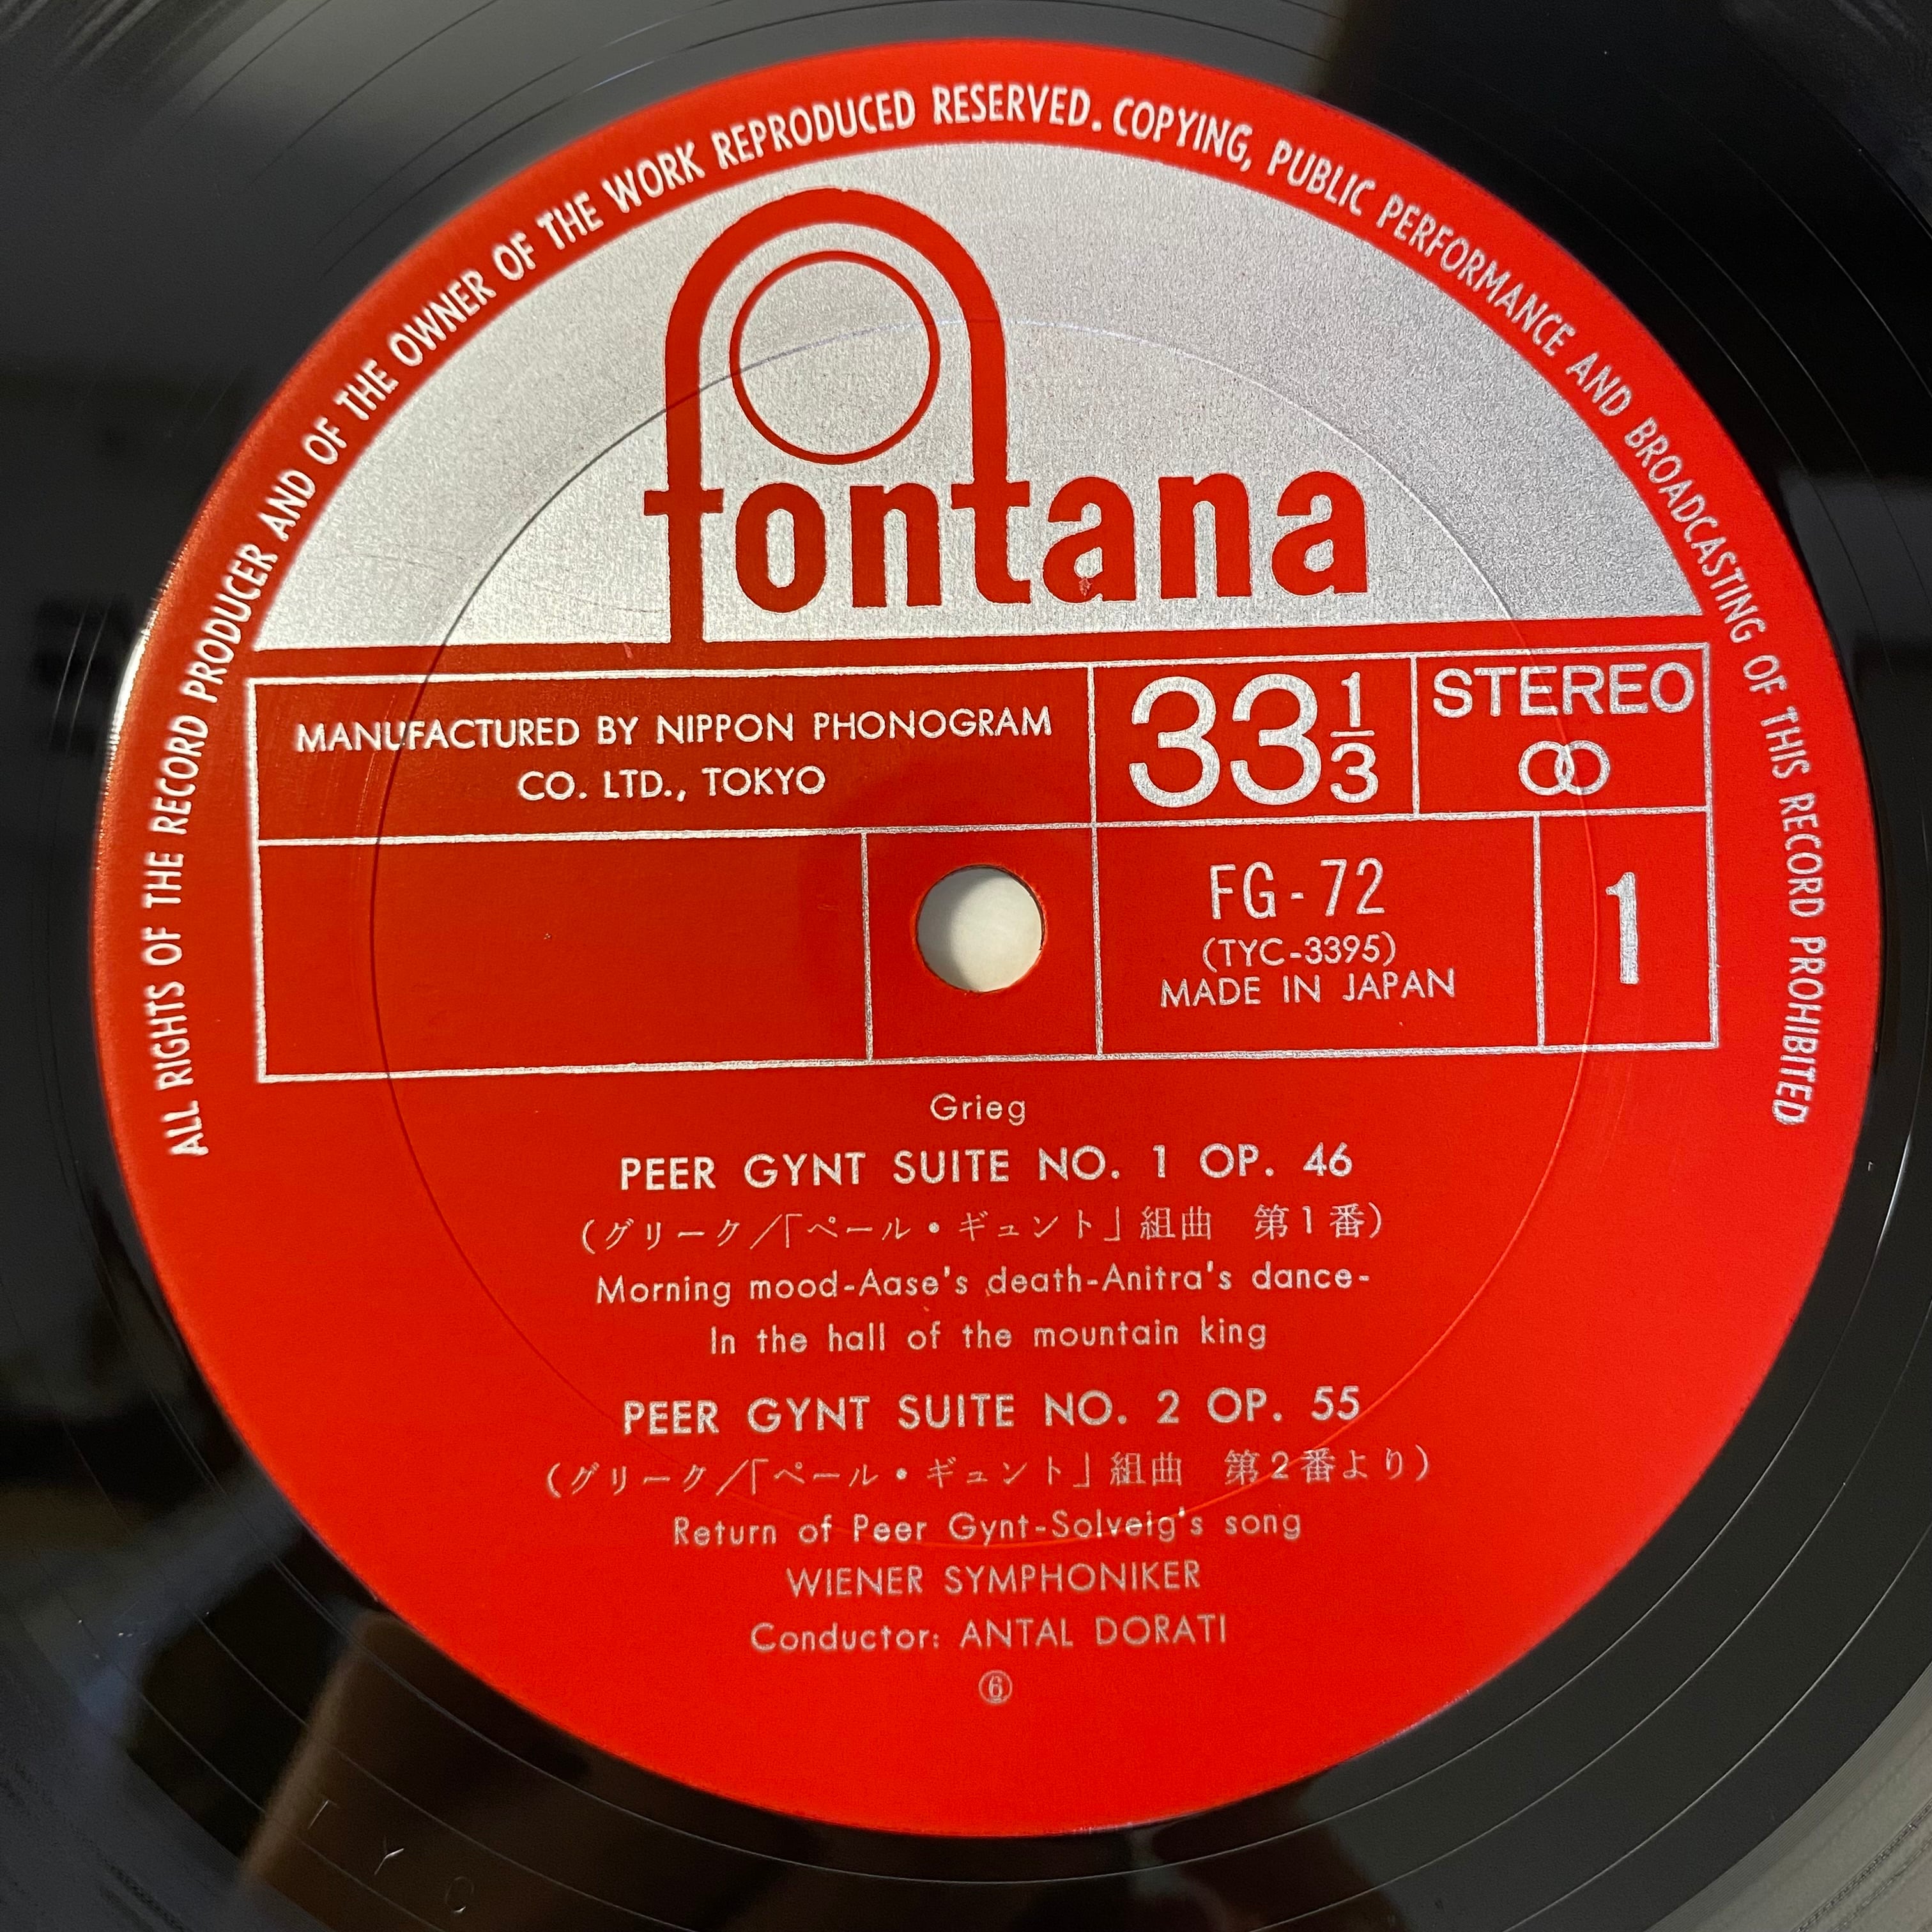 ALL RIGHTS OF THE RECORD PRODUCER AND OF THE OWNER OF THE WORK REPRODUCED RESERVED. COPYING, PUBLIC PERFORMANCE AND BROADCASTING OF THIS RECORD PROHIBITED
fontana
MANUFACTURED BY NIPPON PHONOGRAM
CO. LTD., TOKYO
33 1/3
STEREO
FG-72
(TYC-3395)
MADE IN JAPAN
1
Grieg
PEER GYNT SUITE NO. 1 OP. 46
(グリーク/「ペール・ギュント」組曲 第1番)
Morning mood-Aase's death-Anitra's dance-
In the hall of the mountain king
PEER GYNT SUITE NO. 2 OP. 55
(グリーク/「ペール・ギュント」組曲 第2番より)
Return of Peer Gynt-Solveig's song
WIENER SYMPHONIKER
Conductor: ANTAL DORATI
⑥
T Y C